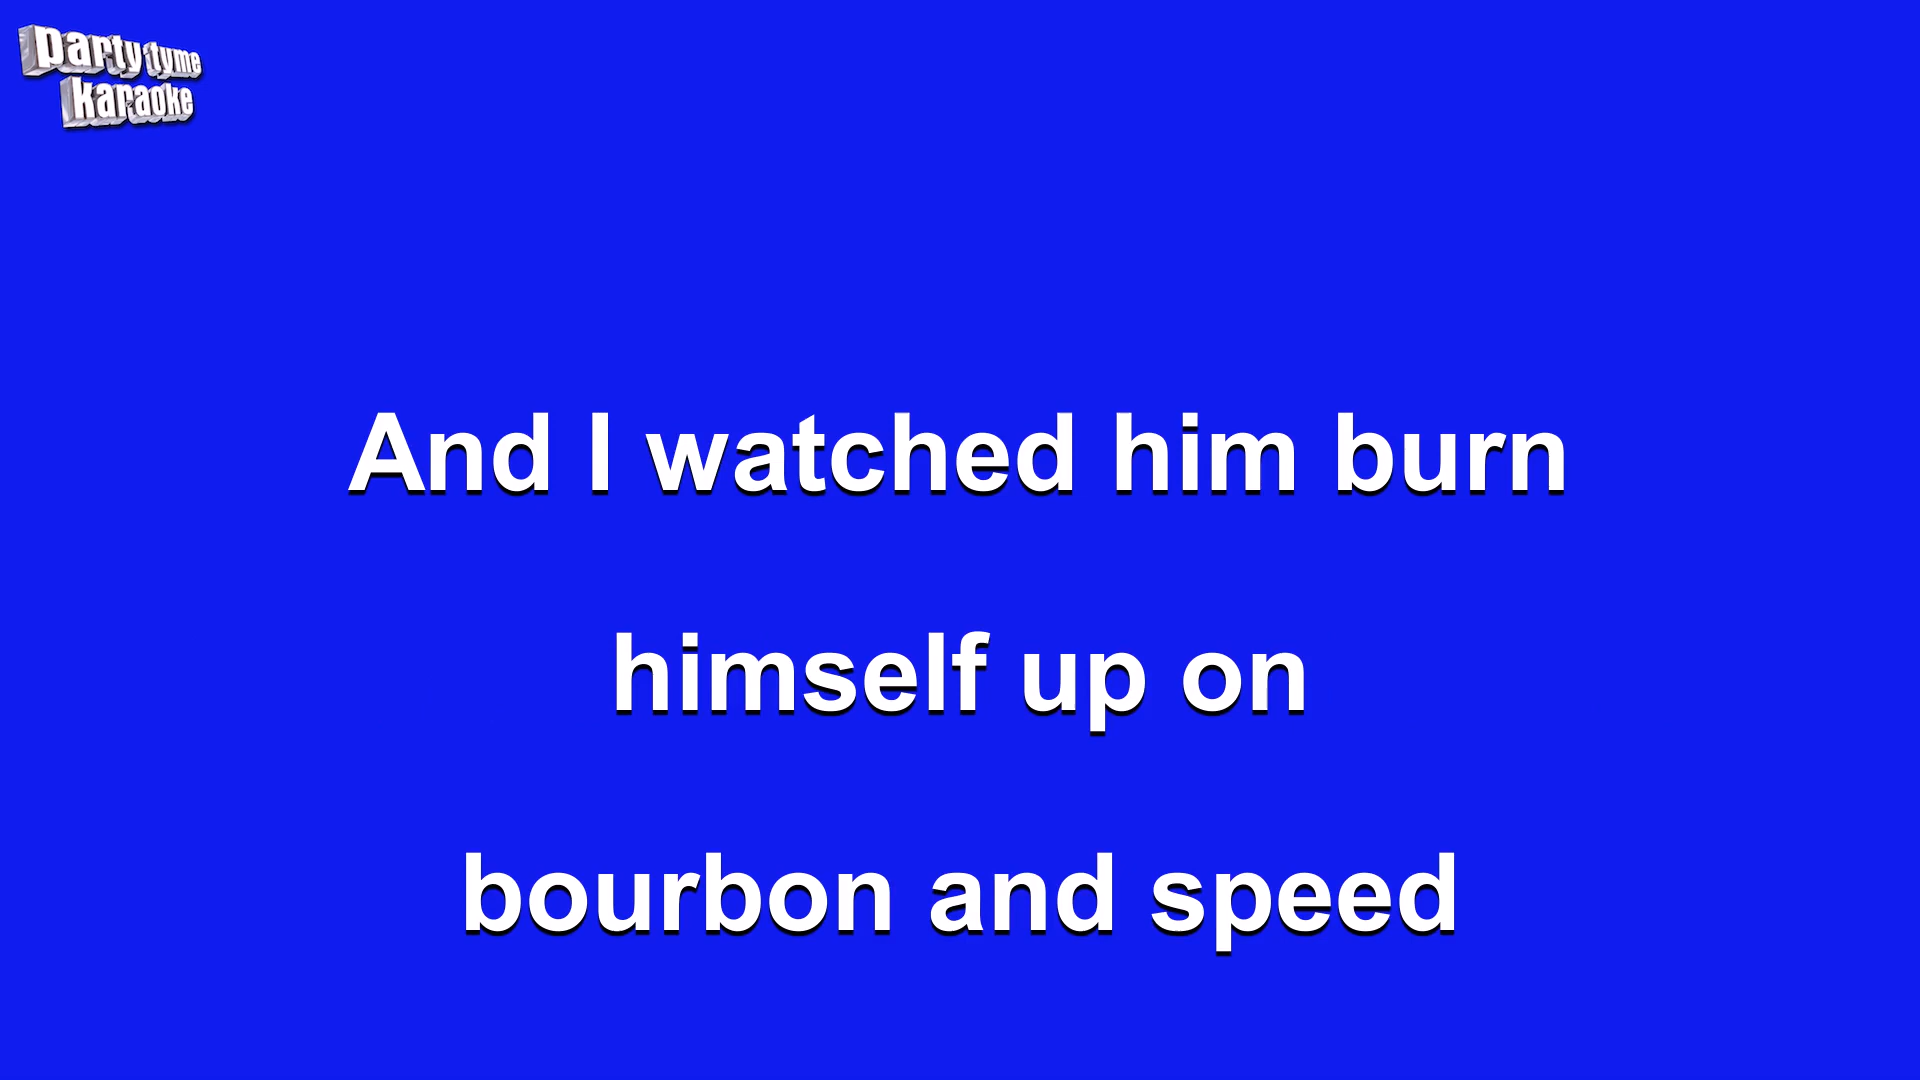 party tyme
karaoke
And I watched him burn
himself up on
bourbon and speed